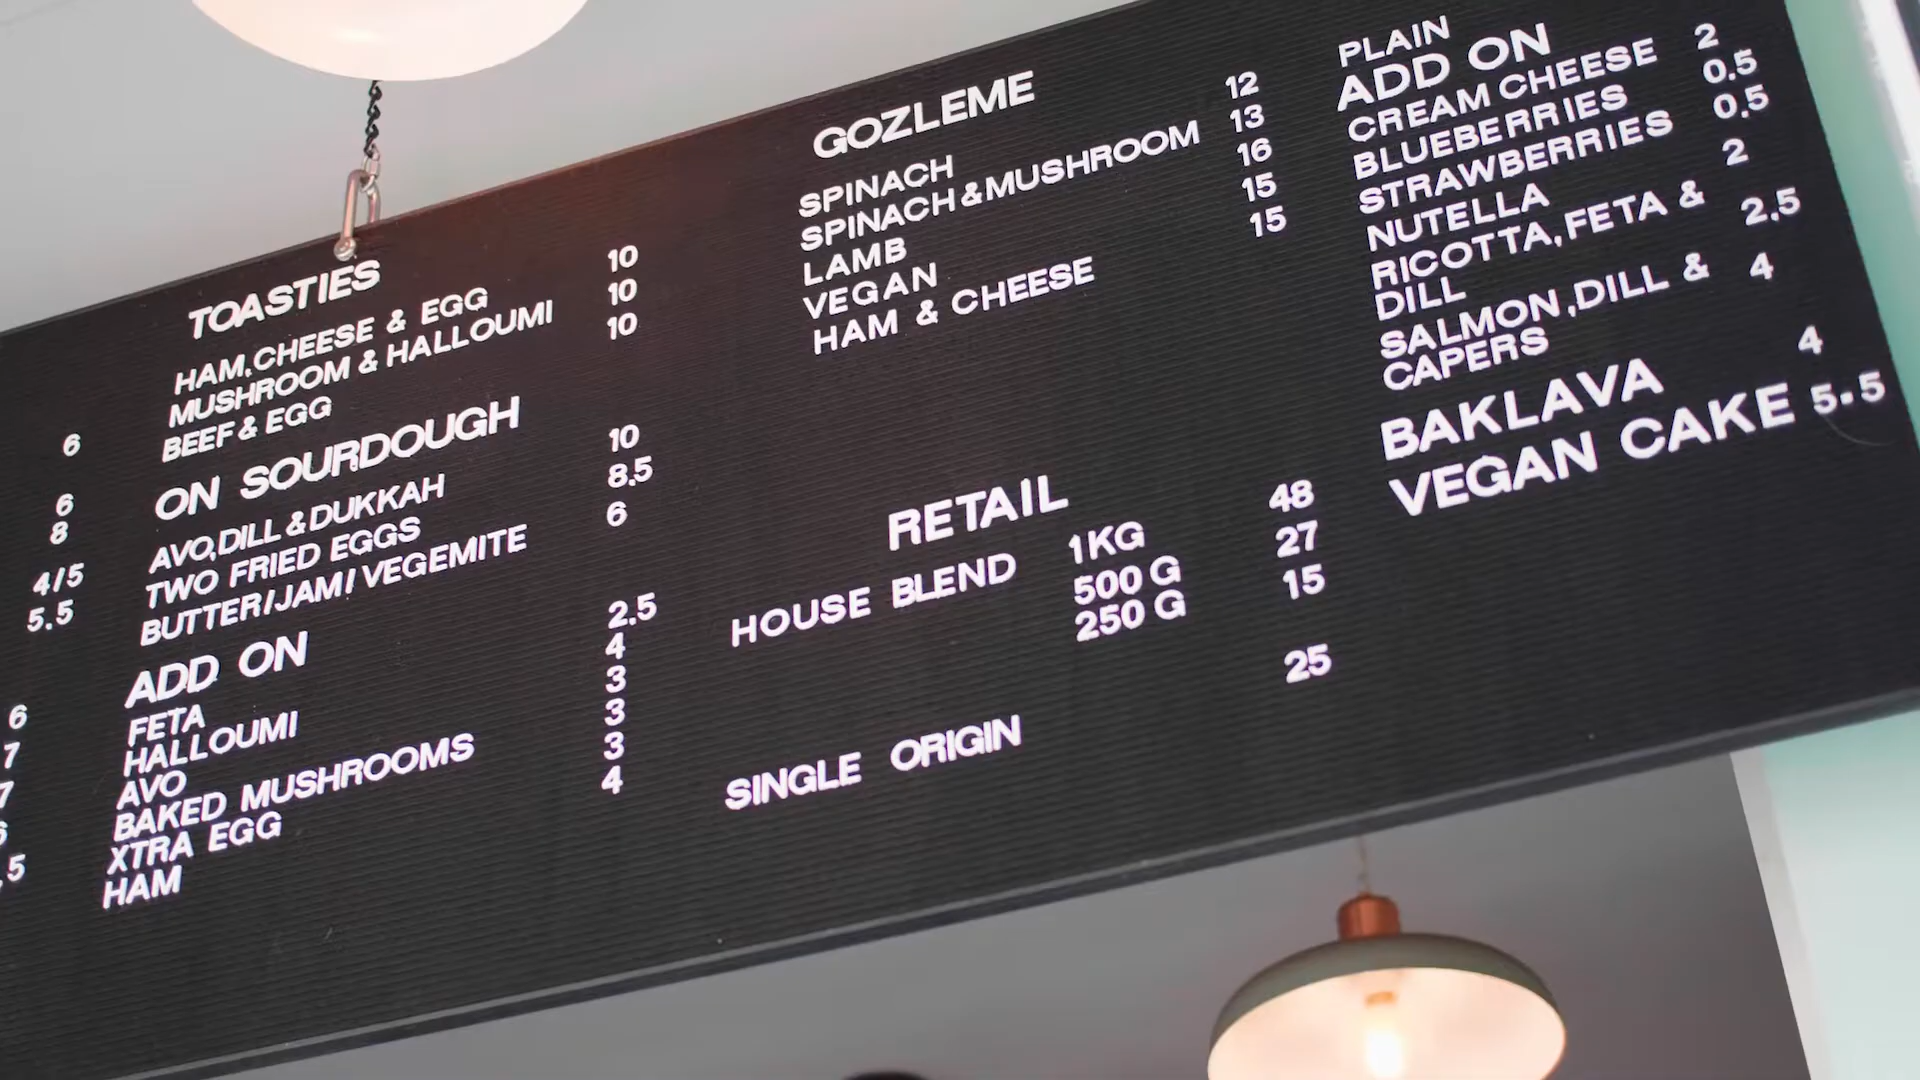 6
6
8
4/5
5.5
6
7
7
6
.5
TOASTIES
HAM,CHEESE & EGG 10
MUSHROOM & HALLOUMI 10
BEEF & EGG 10
ON SOURDOUGH
AVO,DILL & DUKKAH 10
TWO FRIED EGGS 8.5
BUTTER/JAM/VEGEMITE 6
ADD ON
FETA 2.5
HALLOUMI 4
AVO 3
BAKED MUSHROOMS 3
XTRA EGG 3
HAM 4
GOZLEME
SPINACH 12
SPINACH & MUSHROOM 13
LAMB 16
VEGAN 15
HAM & CHEESE 15
RETAIL
HOUSE BLEND 1KG 48
500 G 27
250 G 15
SINGLE ORIGIN 25
PLAIN
ADD ON
CREAM CHEESE 2
BLUEBERRIES 0.5
STRAWBERRIES 0.5
NUTELLA 2
RICOTTA,FETA & 2.5
DILL
SALMON,DILL & 4
CAPERS
BAKLAVA 4
VEGAN CAKE 5.5